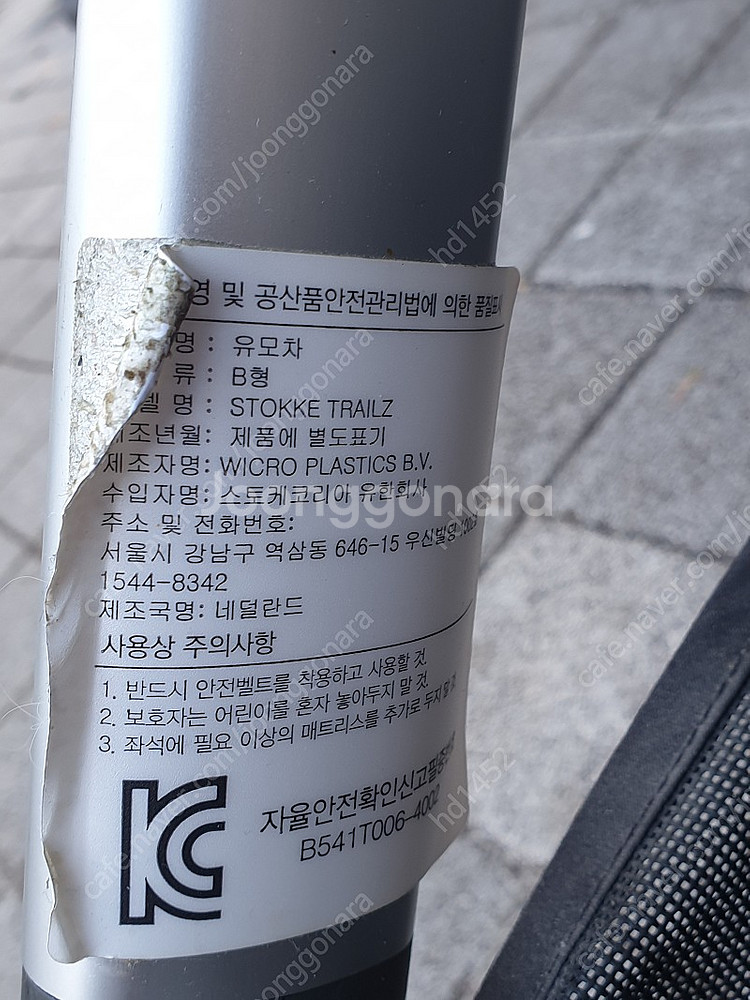 명 및 공산품안전관리법에 의한 품질표시
명 : 유모차
류 : B형
델 명 : STOKKE TRAILZ
제조년월: 제품에 별도표기
제조자명: WICRO PLASTICS B.V.
수입자명: 스토케코리아 유한회사
주소 및 전화번호:
서울시 강남구 역삼동 646-15 우신빌딩
1544-8342
제조국명: 네덜란드
사용상 주의사항
1. 반드시 안전벨트를 착용하고 사용할 것.
2. 보호자는 어린이를 혼자 놓아두지 말 것.
3. 좌석에 필요 이상의 매트리스를 추가로 두지 말 것.
자율안전확인신고필증번호
B541T006-4002
Joonggonara
cafe.naver.com/joonggonara
hd1452